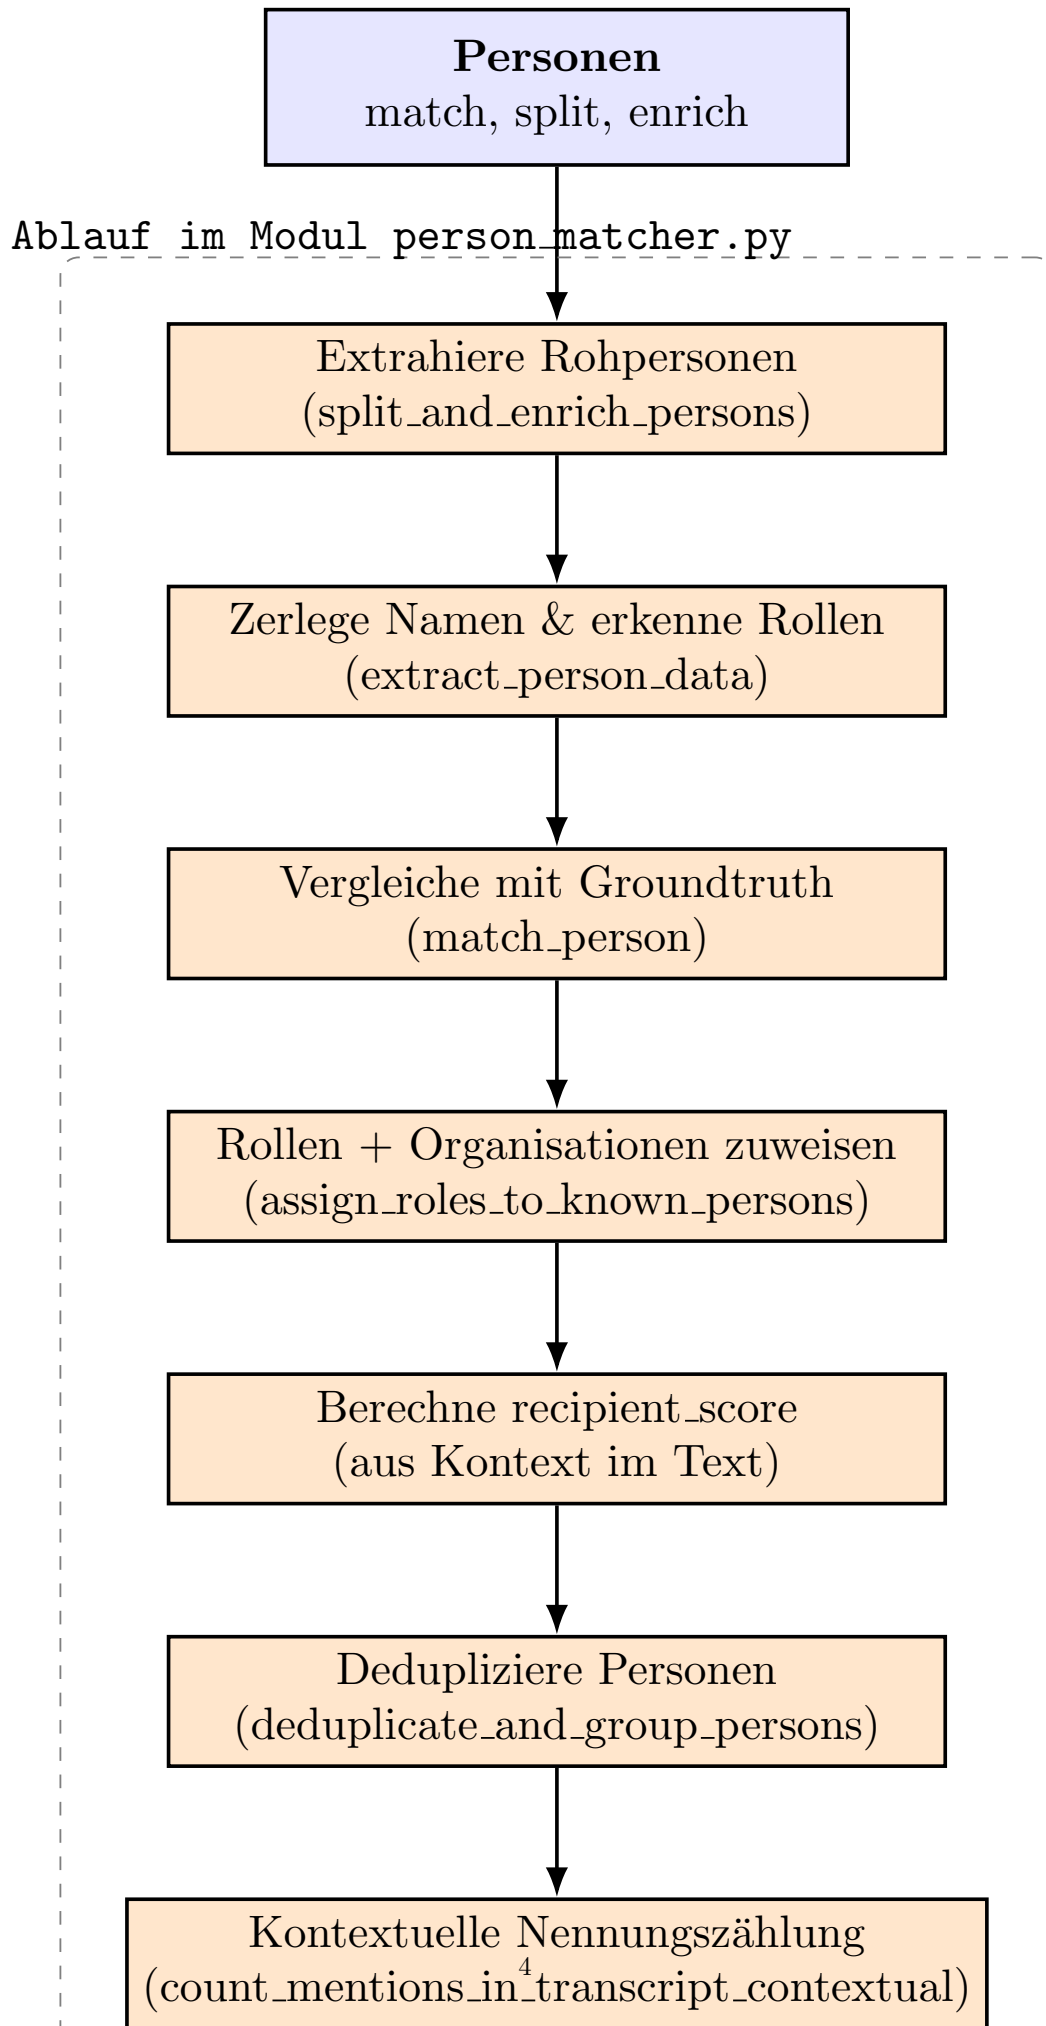 Personen
match, split, enrich
Ablauf im Modul person_matcher.py
Extrahiere Rohpersonen
(split_and_enrich_persons)
Zerlege Namen & erkenne Rollen
(extract_person_data)
Vergleiche mit Groundtruth
(match_person)
Rollen + Organisationen zuweisen
(assign_roles_to_known_persons)
Berechne recipient_score
(aus Kontext im Text)
Dedupliziere Personen
(deduplicate_and_group_persons)
Kontextuelle Nennungszählung
(count_mentions_in_transcript_contextual)
4